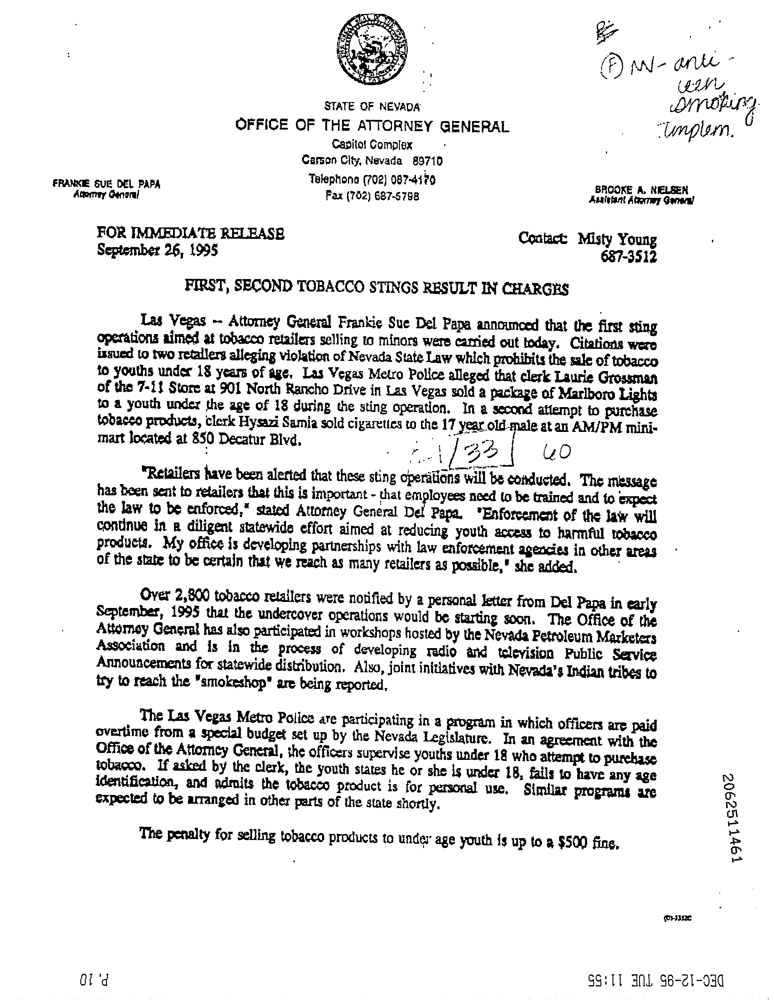 (F) NV - anti -
teen
smoking
implem.
STATE OF NEVADA
OFFICE OF THE ATTORNEY GENERAL
Capitol Complex
Carson City, Nevada 89710
Telephone (702) 687-4170
Fax (702) 687-5798
FRANKIE SUE DEL PAPA
Attorney General
BROOKE A. NIELSEN
Assistant Attorney General
FOR IMMEDIATE RELEASE
September 26, 1995
Contact: Misty Young
687-3512
FIRST, SECOND TOBACCO STINGS RESULT IN CHARGES
Las Vegas -- Attorney General Frankie Sue Del Papa announced that the first sting
operations aimed at tobacco retailers selling to minors were carried out today. Citations were
issued to two retailers alleging violation of Nevada State Law which prohibits the sale of tobacco
to youths under 18 years of age. Las Vegas Metro Police alleged that clerk Laurie Grossman
of the 7-11 Store at 901 North Rancho Drive in Las Vegas sold a package of Marlboro Lights
to a youth under the age of 18 during the sting operation. In a second attempt to purchase
tobacco products, clerk Hysazi Samia sold cigarettes to the 17 year old male at an AM/PM mini-
mart located at 850 Decatur Blvd.
/33 60
"Retailers have been alerted that these sting operations will be conducted. The message
has been sent to retailers that this is important - that employees need to be trained and to expect
the law to be enforced," stated Attorney General Del Papa. "Enforcement of the law will
continue in a diligent statewide effort aimed at reducing youth access to harmful tobacco
products. My office is developing partnerships with law enforcement agencies in other areas
of the state to be certain that we reach as many retailers as possible," she added.
Over 2,800 tobacco retailers were notified by a personal letter from Del Papa in early
September, 1995 that the undercover operations would be starting soon. The Office of the
Attorney General has also participated in workshops hosted by the Nevada Petroleum Marketers
Association and is in the process of developing radio and television Public Service
Announcements for statewide distribution. Also, joint initiatives with Nevada's Indian tribes to
try to reach the "smokeshop" are being reported.
The Las Vegas Metro Police are participating in a program in which officers are paid
overtime from a special budget set up by the Nevada Legislature. In an agreement with the
Office of the Attorney General, the officers supervise youths under 18 who attempt to purchase
tobacco. If asked by the clerk, the youth states he or she is under 18, fails to have any age
identification, and admits the tobacco product is for personal use. Similar programs are
expected to be arranged in other parts of the state shortly.
The penalty for selling tobacco products to under age youth is up to a $500 fine.
2062511461
P. 10
DEC-12-95 TUE 11:55